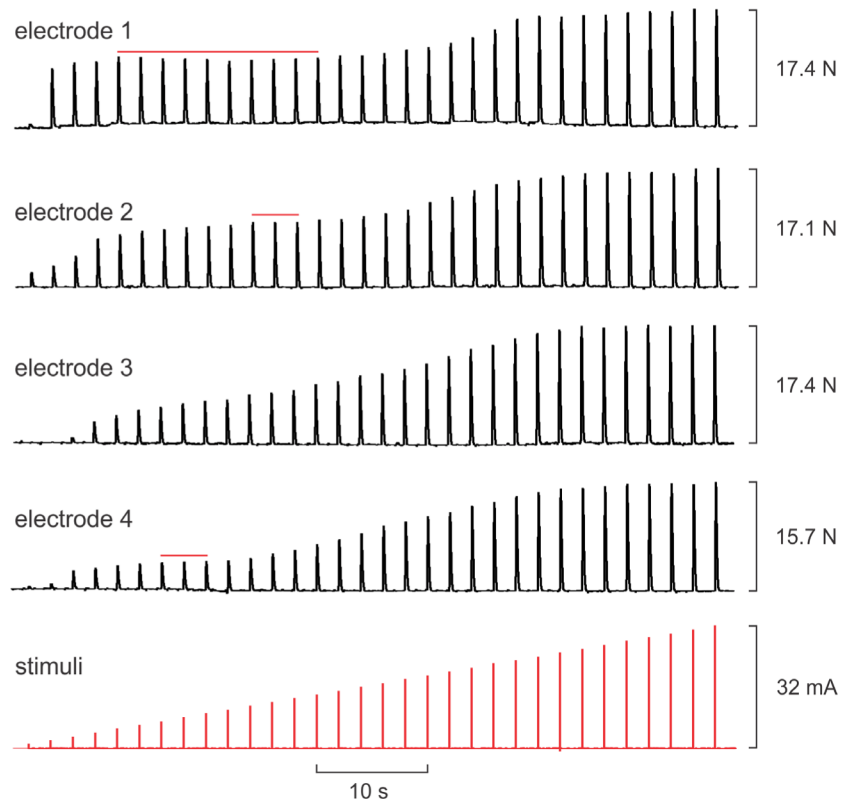 electrode 1
17.4 N
electrode 2
17.1 N
electrode 3
17.4 N
electrode 4
15.7 N
stimuli
32 mA
10 s